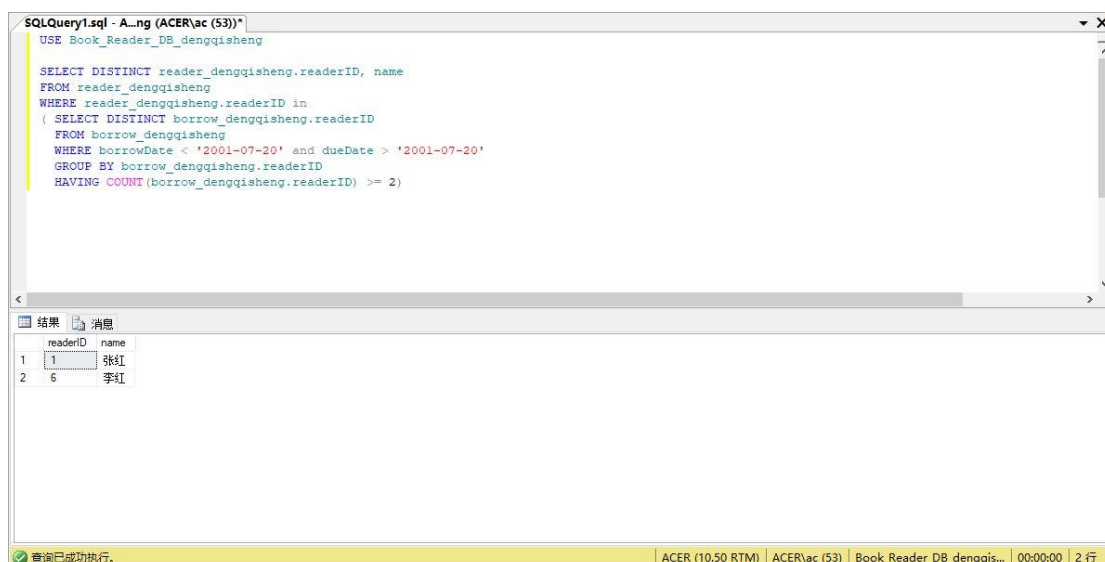 SQLQuery1.sql - A...ng (ACER\ac (53))*
USE Book_Reader_DB_dengqisheng
SELECT DISTINCT reader_dengqisheng.readerID, name
FROM reader_dengqisheng
WHERE reader_dengqisheng.readerID in
( SELECT DISTINCT borrow_dengqisheng.readerID
FROM borrow_dengqisheng
WHERE borrowDate < '2001-07-20' and dueDate > '2001-07-20'
GROUP BY borrow_dengqisheng.readerID
HAVING COUNT(borrow_dengqisheng.readerID) >= 2)
结果 消息
readerID name
1 1 张红
2 6 李红
查询已成功执行。 ACER (10.50 RTM) ACER\ac (53) Book_Reader_DB_dengqis... 00:00:00 2 行